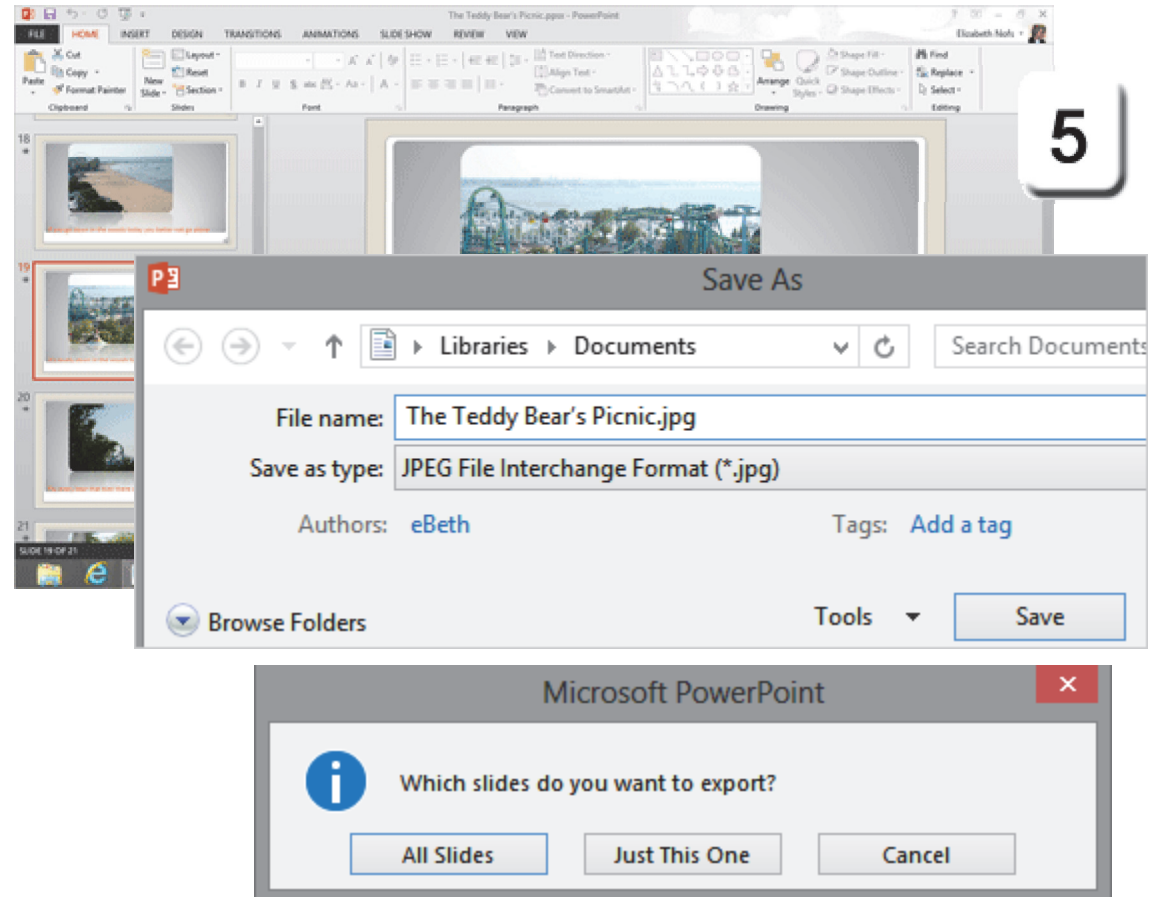 The Teddy Bear's Picnic.ppsx - PowerPoint
FILE HOME INSERT DESIGN TRANSITIONS ANIMATIONS SLIDE SHOW REVIEW VIEW Elizabeth Nofs
Cut Layout Text Direction Shape Fill Find
Paste Copy New Slide Reset Align Text Arrange Quick Styles Shape Outline Replace
Format Painter Section B I U S abc AV Aa A Convert to SmartArt Shape Effects Select
Clipboard Slides Font Paragraph Drawing Editing
5
18
19
20
21
SLIDE 19 OF 21
Save As
Libraries Documents Search Documents
File name: The Teddy Bear's Picnic.jpg
Save as type: JPEG File Interchange Format (*.jpg)
Authors: eBeth Tags: Add a tag
Browse Folders Tools Save
Microsoft PowerPoint
Which slides do you want to export?
All Slides Just This One Cancel